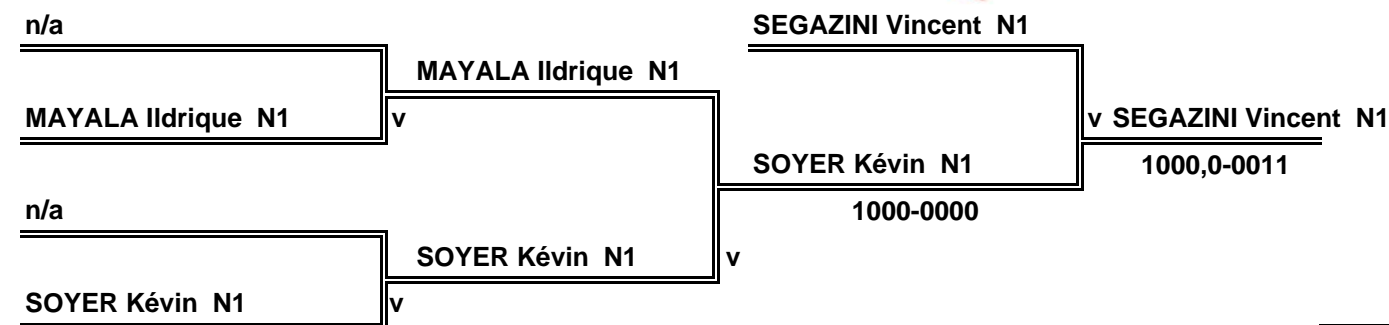 n/a
SEGAZINI Vincent N1
MAYALA Ildrique N1
MAYALA Ildrique N1
v
v SEGAZINI Vincent N1
SOYER Kévin N1
1000,0-0011
n/a
1000-0000
SOYER Kévin N1
v
SOYER Kévin N1
v